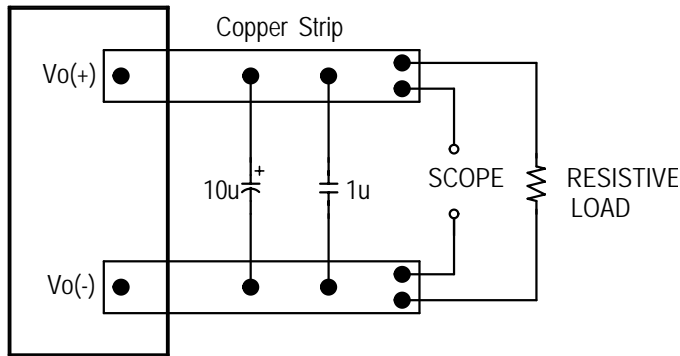 Copper Strip
Vo(+)
+
10u
1u
SCOPE
RESISTIVE
LOAD
Vo(-)